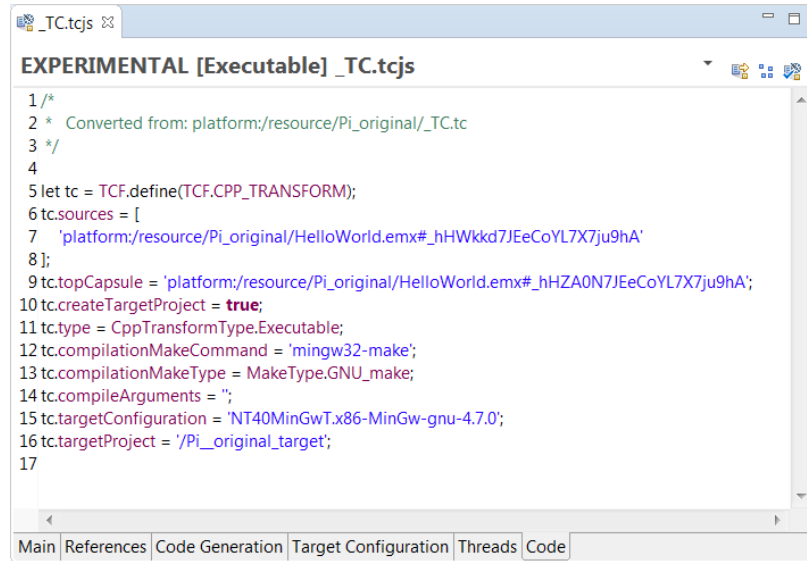 _TC.tcjs
EXPERIMENTAL [Executable] _TC.tcjs
1 /*
2 *   Converted from: platform:/resource/Pi_original/_TC.tc
3 */
4
5 let tc = TCF.define(TCF.CPP_TRANSFORM);
6 tc.sources = [
7    'platform:/resource/Pi_original/HelloWorld.emx#_hHWkkd7JEeCoYL7X7ju9hA'
8 ];
9 tc.topCapsule = 'platform:/resource/Pi_original/HelloWorld.emx#_hHZA0N7JEeCoYL7X7ju9hA';
10 tc.createTargetProject = true;
11 tc.type = CppTransformType.Executable;
12 tc.compilationMakeCommand = 'mingw32-make';
13 tc.compilationMakeType = MakeType.GNU_make;
14 tc.compileArguments = '';
15 tc.targetConfiguration = 'NT40MinGwT.x86-MinGw-gnu-4.7.0';
16 tc.targetProject = '/Pi__original_target';
17
Main References Code Generation Target Configuration Threads Code